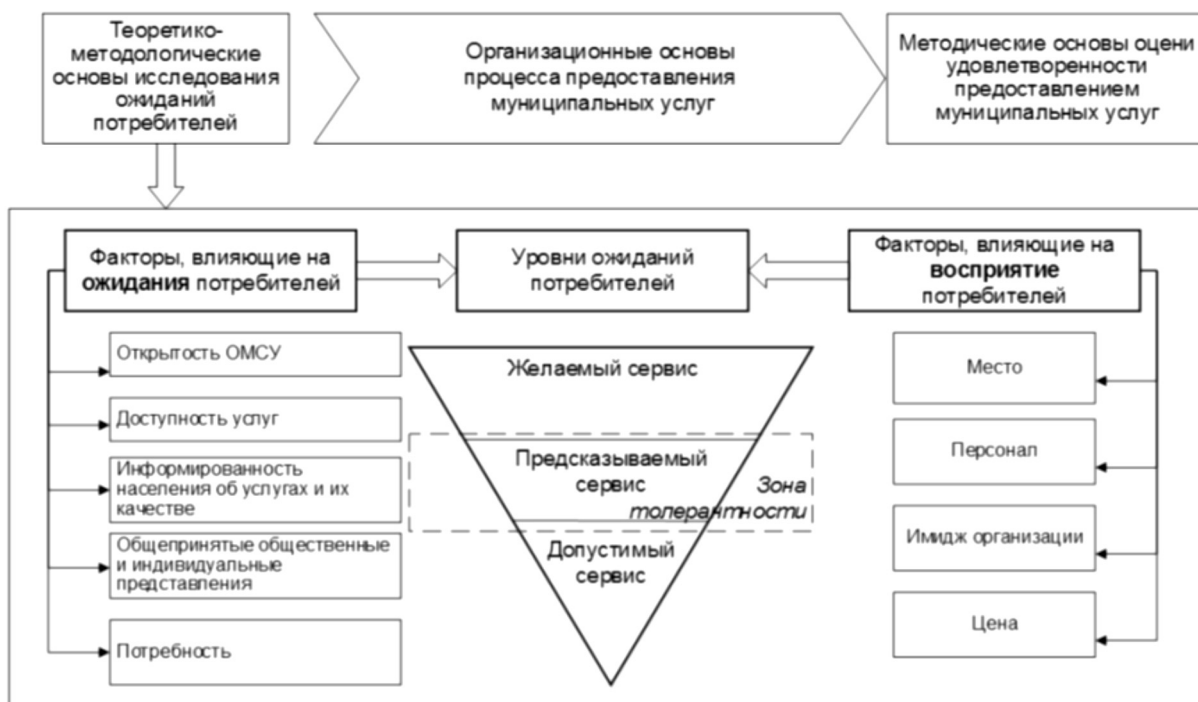 Теоретико-
методологические
основы исследования
ожиданий
потребителей
Организационные основы
процесса предоставления
муниципальных услуг
Методические основы оцени
удовлетворенности
предоставлением
муниципальных услуг
Факторы, влияющие на
ожидания потребителей
Уровни ожиданий
потребителей
Факторы, влияющие на
восприятие
потребителей
Открытость ОМСУ
Доступность услуг
Информированность
населения об услугах и их
качестве
Общепринятые общественные
и индивидуальные
представления
Потребность
Желаемый сервис
Предсказываемый
сервис
Зона
толерантности
Допустимый
сервис
Место
Персонал
Имидж организации
Цена